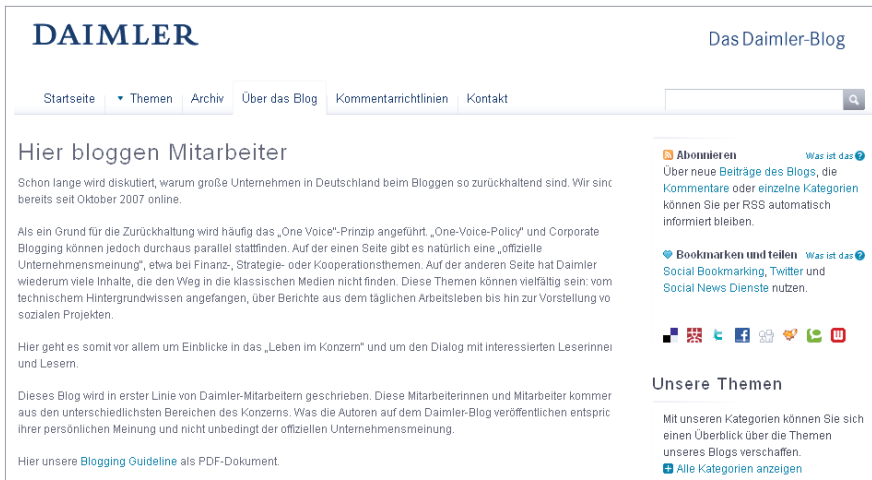 DAIMLER
Das Daimler-Blog
Startseite Themen Archiv Über das Blog Kommentarrichtlinien Kontakt
Hier bloggen Mitarbeiter
Schon lange wird diskutiert, warum große Unternehmen in Deutschland beim Bloggen so zurückhaltend sind. Wir sind
bereits seit Oktober 2007 online.
Als ein Grund für die Zurückhaltung wird häufig das „One Voice"-Prinzip angeführt. „One-Voice-Policy" und Corporate
Blogging können jedoch durchaus parallel stattfinden. Auf der einen Seite gibt es natürlich eine „offizielle
Unternehmensmeinung", etwa bei Finanz-, Strategie- oder Kooperationsthemen. Auf der anderen Seite hat Daimler
wiederum viele Inhalte, die den Weg in die klassischen Medien nicht finden. Diese Themen können vielfältig sein: vom
technischem Hintergrundwissen angefangen, über Berichte aus dem täglichen Arbeitsleben bis hin zur Vorstellung vo
sozialen Projekten.
Hier geht es somit vor allem um Einblicke in das „Leben im Konzern" und um den Dialog mit interessierten Leserinne
und Lesern.
Dieses Blog wird in erster Linie von Daimler-Mitarbeitern geschrieben. Diese Mitarbeiterinnen und Mitarbeiter kommer
aus den unterschiedlichsten Bereichen des Konzerns. Was die Autoren auf dem Daimler-Blog veröffentlichen entspric
ihrer persönlichen Meinung und nicht unbedingt der offiziellen Unternehmensmeinung.
Hier unsere Blogging Guideline als PDF-Dokument.
Abonnieren Was ist das?
Über neue Beiträge des Blogs, die
Kommentare oder einzelne Kategorien
können Sie per RSS automatisch
informiert bleiben.
Bookmarken und teilen Was ist das?
Social Bookmarking, Twitter und
Social News Dienste nutzen.
Unsere Themen
Mit unseren Kategorien können Sie sich
einen Überblick über die Themen
unseres Blogs verschaffen.
Alle Kategorien anzeigen